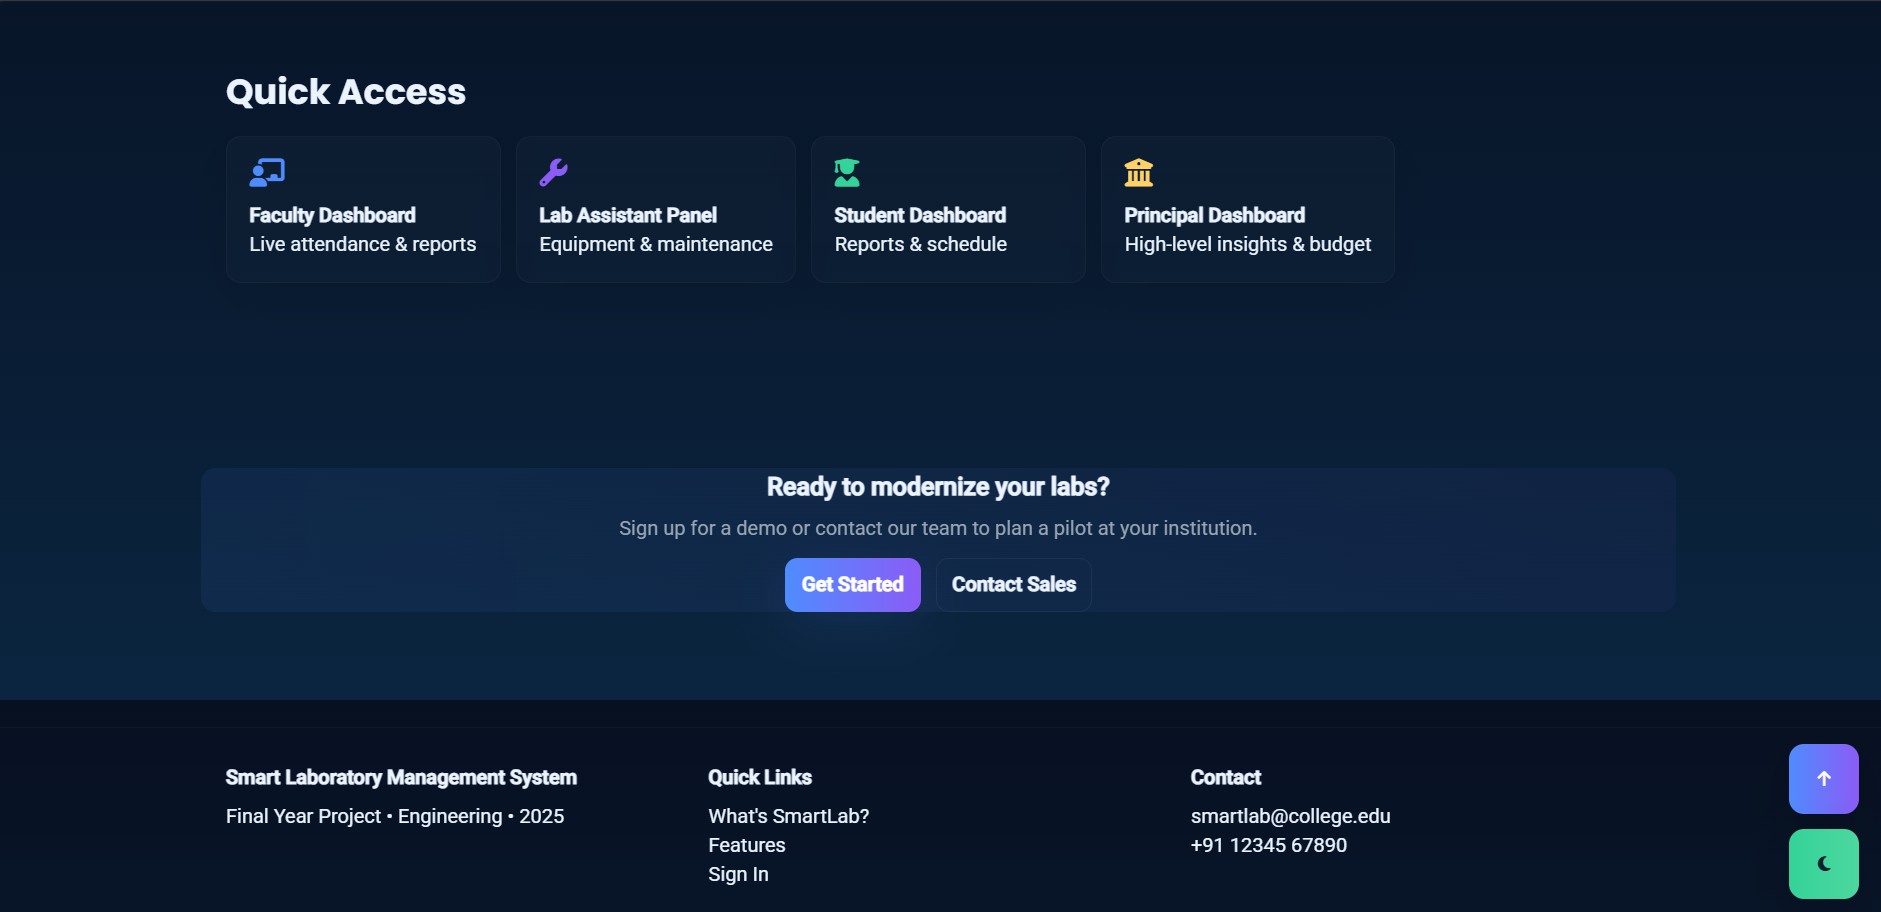 Quick Access
Faculty Dashboard
Live attendance & reports
Lab Assistant Panel
Equipment & maintenance
Student Dashboard
Reports & schedule
Principal Dashboard
High-level insights & budget
Ready to modernize your labs?
Sign up for a demo or contact our team to plan a pilot at your institution.
Get Started
Contact Sales
Smart Laboratory Management System
Final Year Project • Engineering • 2025
Quick Links
What's SmartLab?
Features
Sign In
Contact
smartlab@college.edu
+91 12345 67890